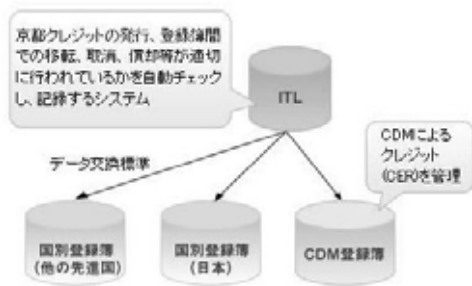 京都クレジットの発行、登録簿間
での移転、取消、償却等が適切
に行われているかを自動チェック
し、記録するシステム
ITL
CDMによる
クレジット
(CER)を管理
データ交換標準
国別登録簿
(他の先進国)
国別登録簿
(日本)
CDM登録簿